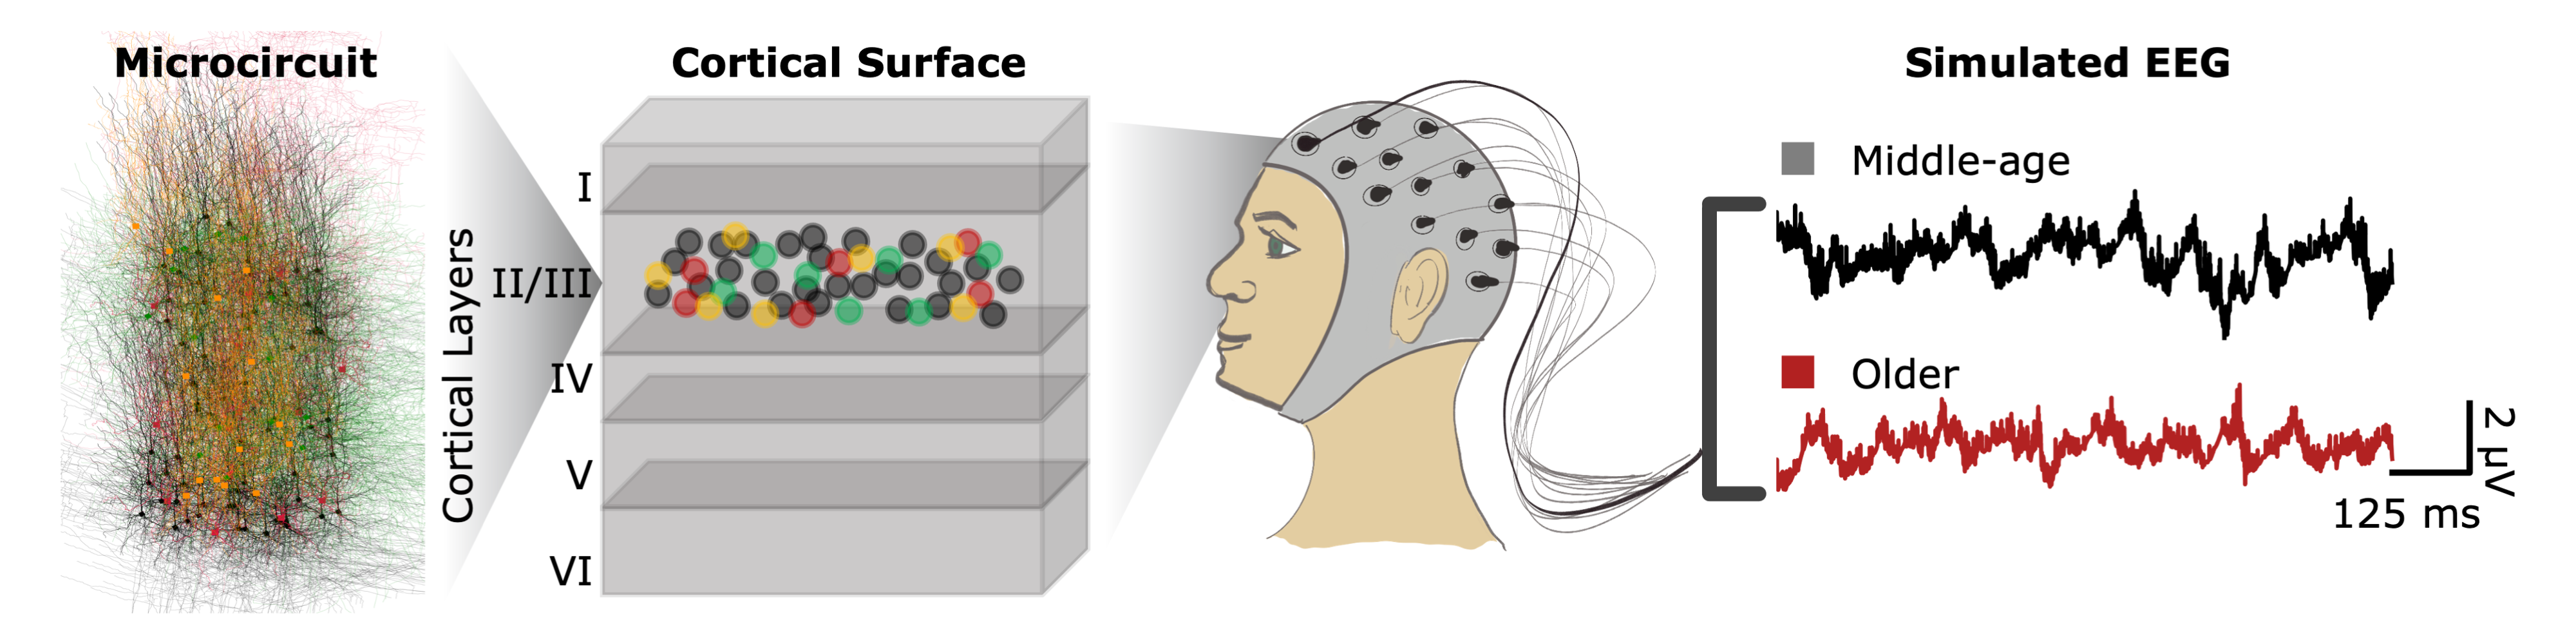 Microcircuit
Cortical Surface
Simulated EEG
Cortical Layers
I
II/III
IV
V
VI
Middle-age
Older
2 µV
125 ms